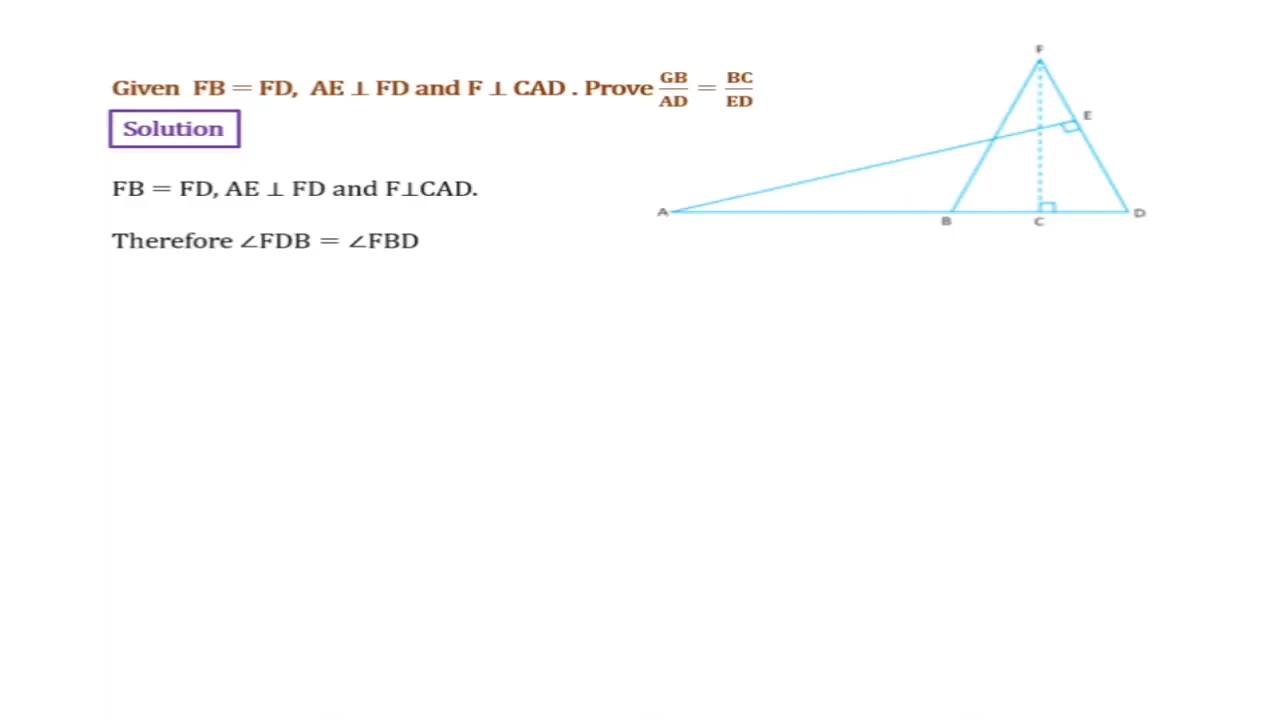 Given FB = FD, AE ⊥ FD and F ⊥ CAD . Prove GB/AD = BC/ED
Solution
FB = FD, AE ⊥ FD and F⊥CAD.
Therefore ∠FDB = ∠FBD
F
E
A
B
C
D